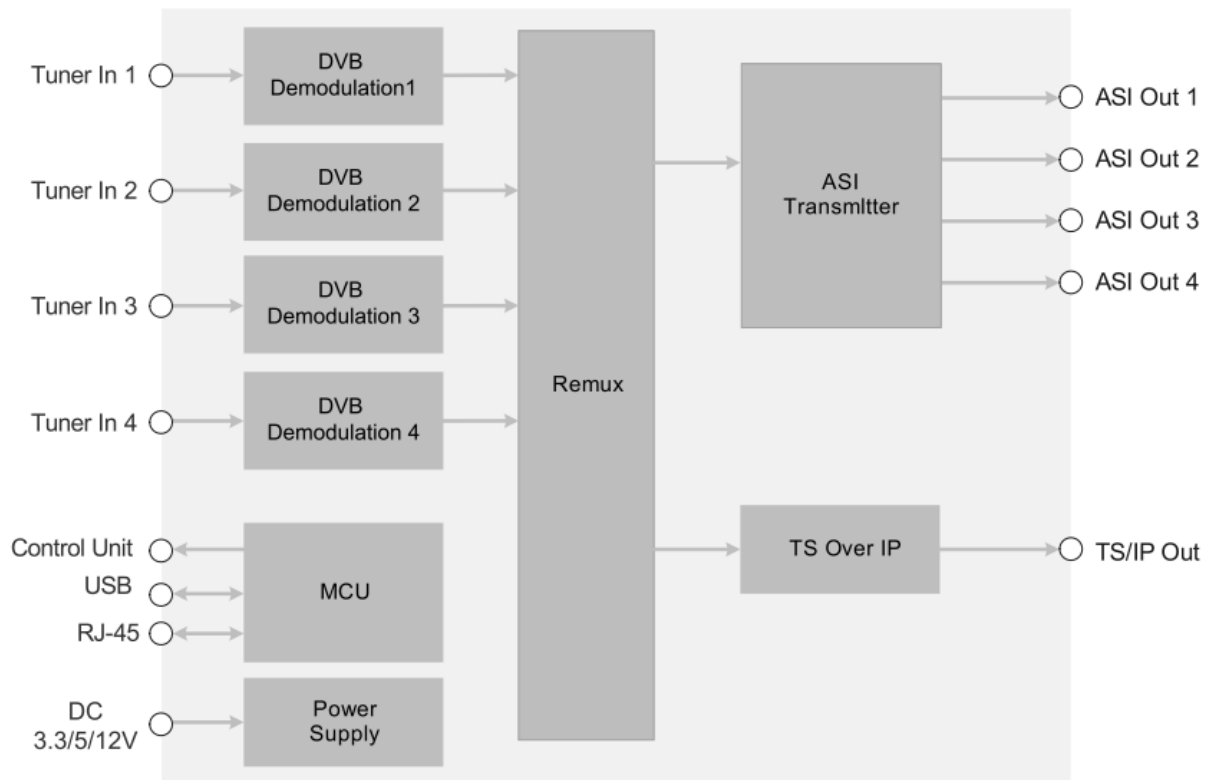 Tuner In 1
DVB
Demodulation1
Tuner In 2
DVB
Demodulation 2
Tuner In 3
DVB
Demodulation 3
Tuner In 4
DVB
Demodulation 4
Control Unit
USB
RJ-45
MCU
DC
3.3/5/12V
Power
Supply
Remux
ASI
Transmltter
ASI Out 1
ASI Out 2
ASI Out 3
ASI Out 4
TS Over IP
TS/IP Out